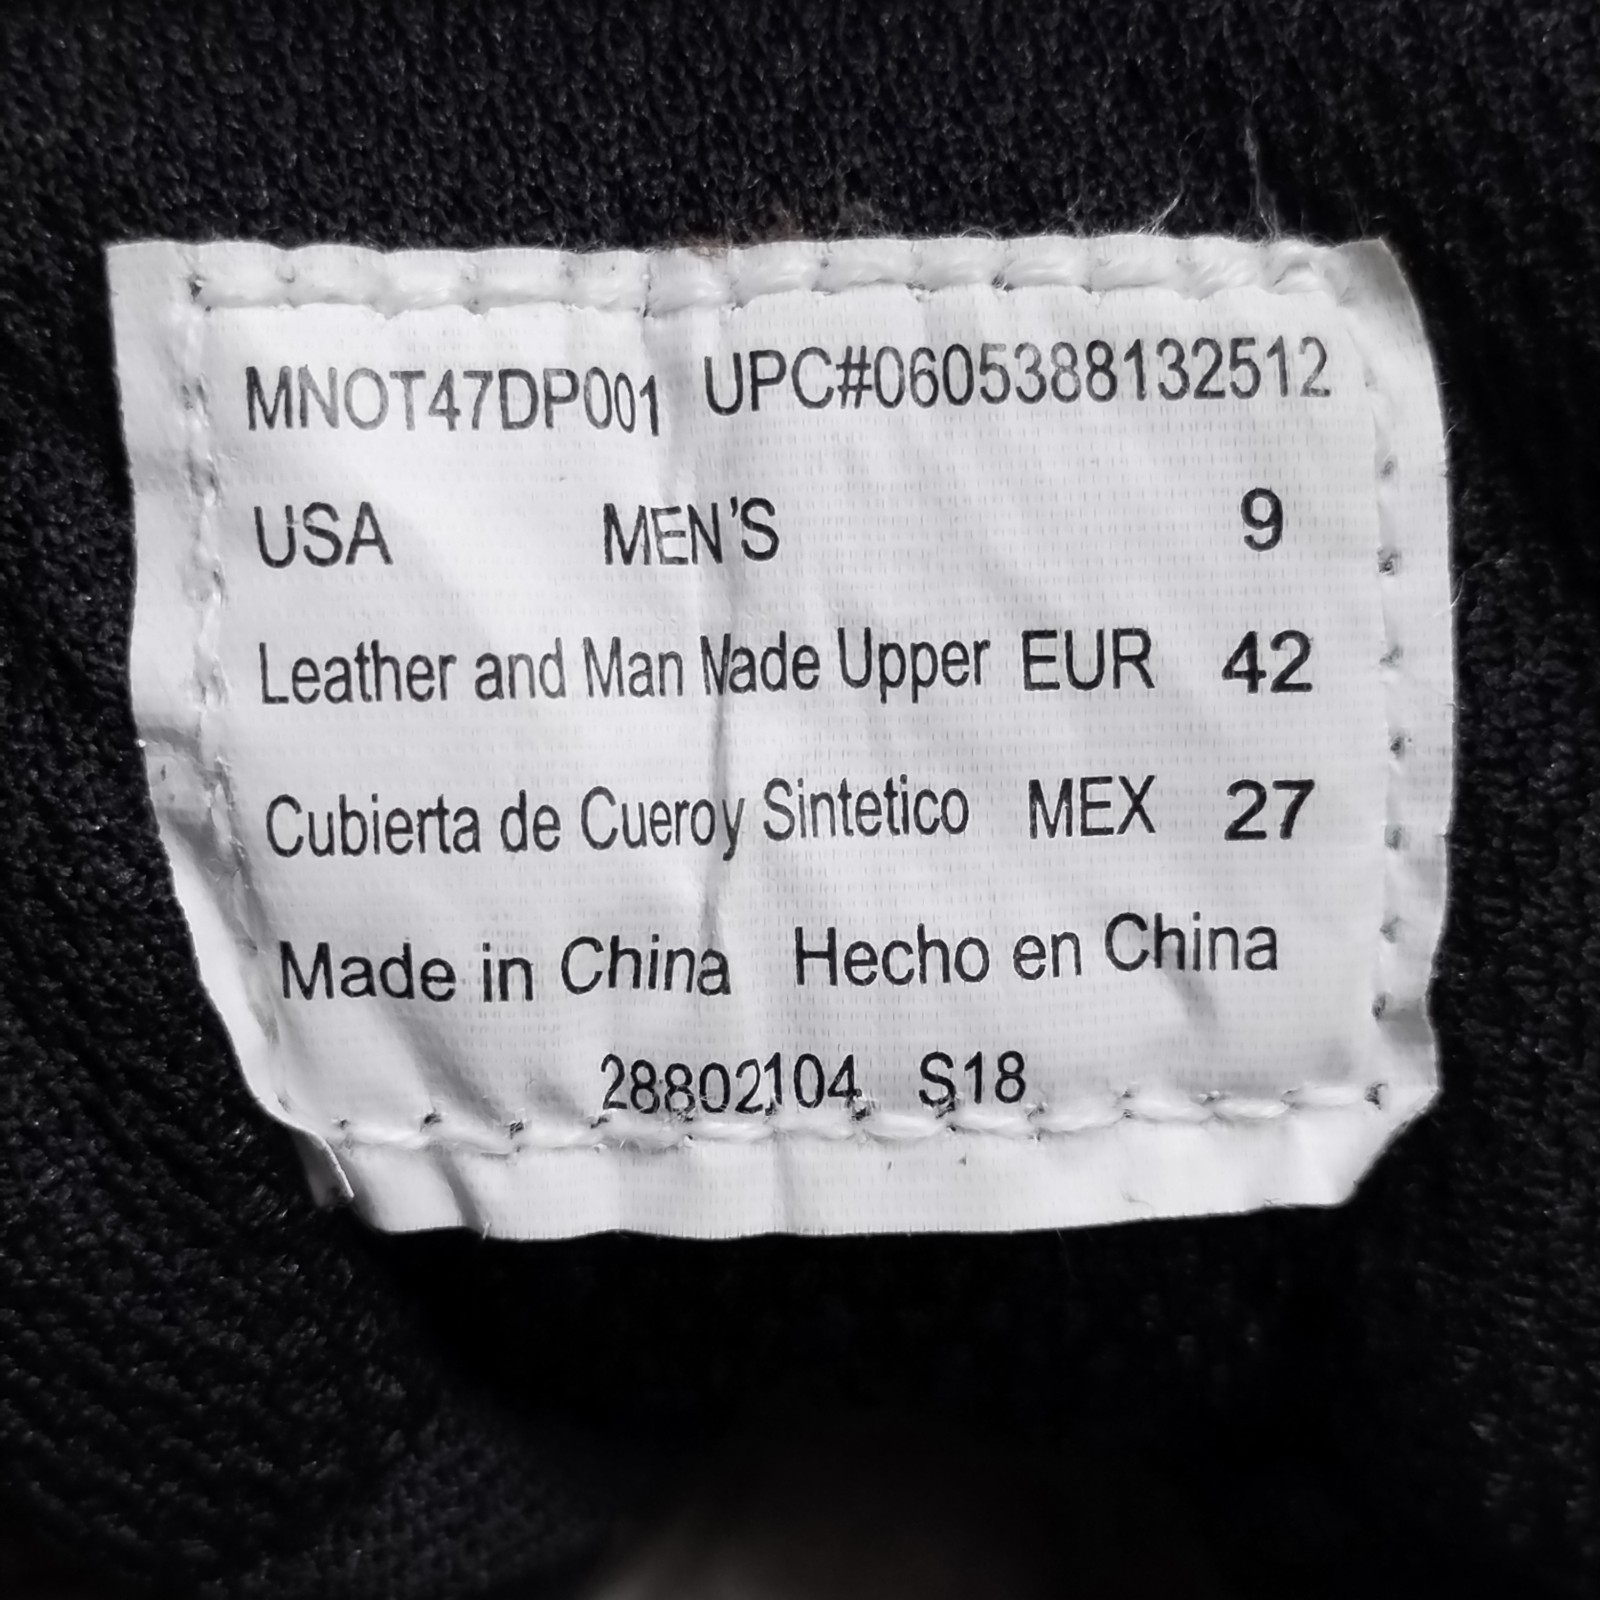 MNOT47DP001 UPC#0605388132512
USA MEN'S 9
Leather and Man Made Upper EUR 42
Cubierta de Cueroy Sintetico MEX 27
Made in China Hecho en China
28802104 S18